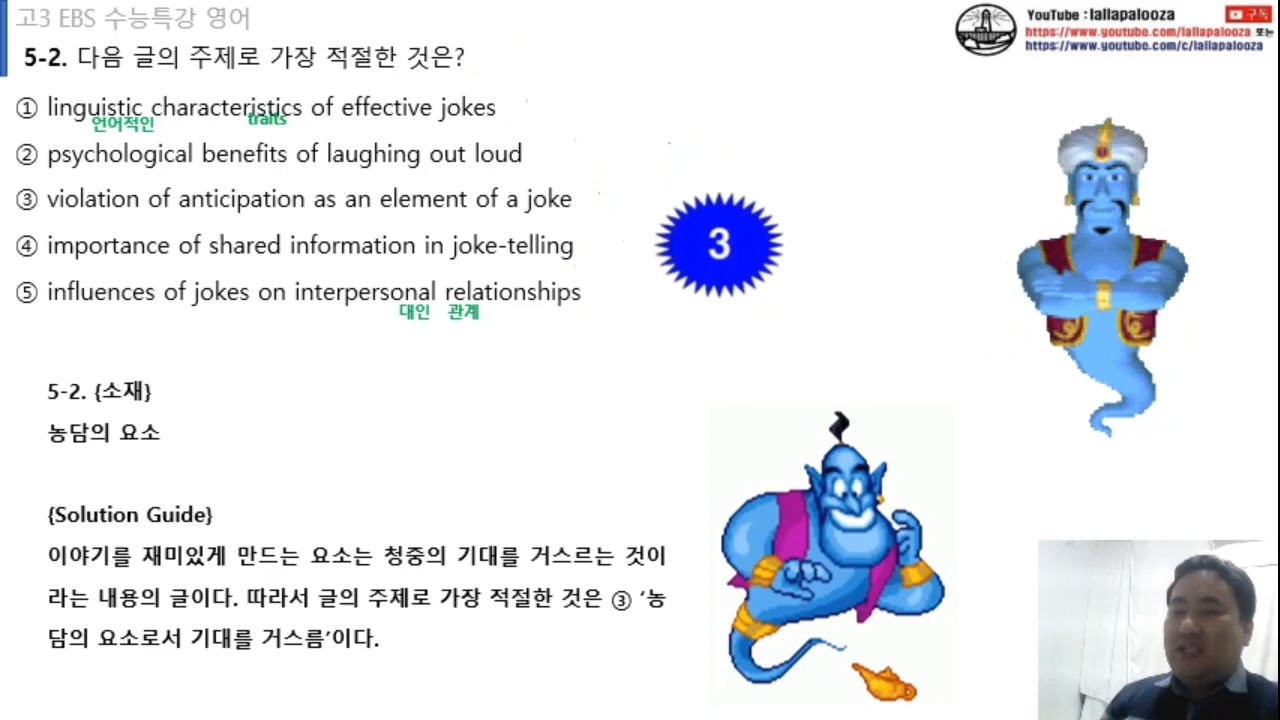 고3 EBS 수능특강 영어
YouTube : lallapalooza
구독
https://www.youtube.com/lallapalooza 또는
https://www.youtube.com/c/lallapalooza
5-2. 다음 글의 주제로 가장 적절한 것은?
① linguistic characteristics of effective jokes
언어적인 traits
② psychological benefits of laughing out loud
③ violation of anticipation as an element of a joke
④ importance of shared information in joke-telling
⑤ influences of jokes on interpersonal relationships
대인 관계
3
5-2. {소재}
농담의 요소
{Solution Guide}
이야기를 재미있게 만드는 요소는 청중의 기대를 거스르는 것이
라는 내용의 글이다. 따라서 글의 주제로 가장 적절한 것은 ③ ‘농
담의 요소로서 기대를 거스름’이다.